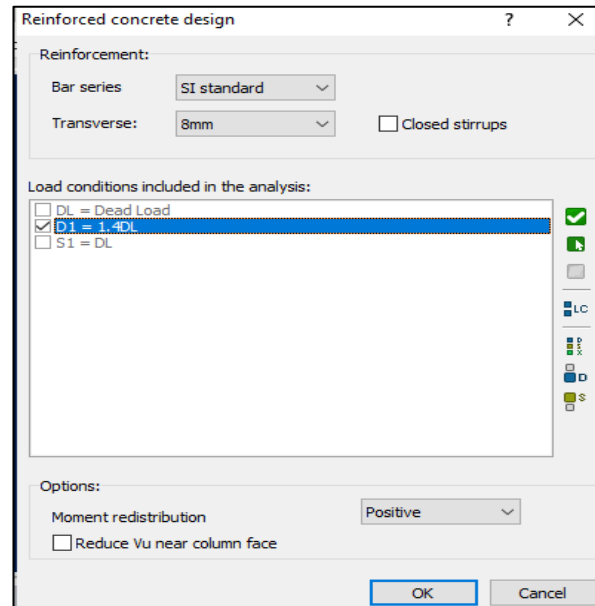 Reinforced concrete design ? ×
Reinforcement:
Bar series SI standard
Transverse: 8mm Closed stirrups
Load conditions included in the analysis:
DL = Dead Load
D1 = 1.4DL
S1 = DL
LC
D S X
D
S
Options:
Moment redistribution Positive
Reduce Vu near column face
OK Cancel